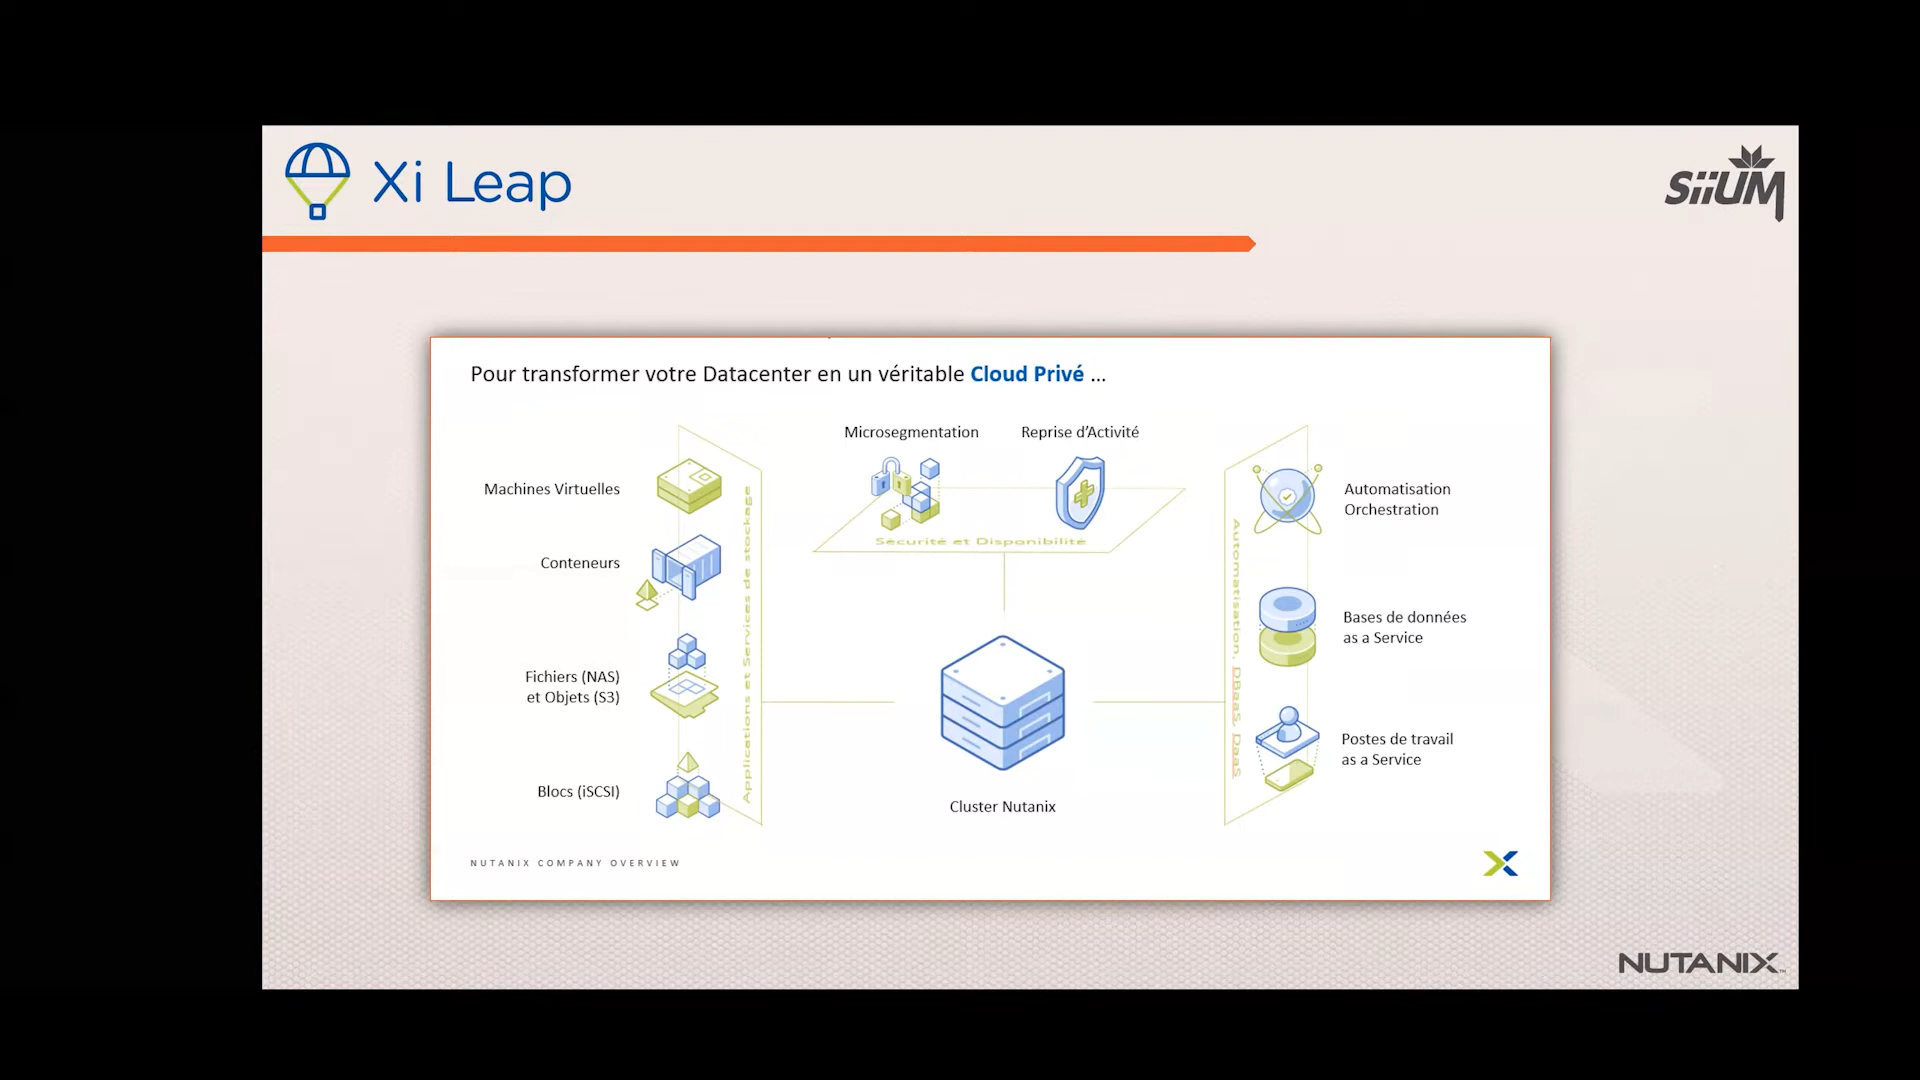 Xi Leap
SiiUM
Pour transformer votre Datacenter en un véritable Cloud Privé ...
Microsegmentation
Reprise d’Activité
Sécurité et Disponibilité
Machines Virtuelles
Conteneurs
Fichiers (NAS)
et Objets (S3)
Blocs (iSCSI)
Applications et Services de stockage
Cluster Nutanix
Automatisation, DBaaS, DaaS
Automatisation
Orchestration
Bases de données
as a Service
Postes de travail
as a Service
NUTANIX COMPANY OVERVIEW
NUTANIX™